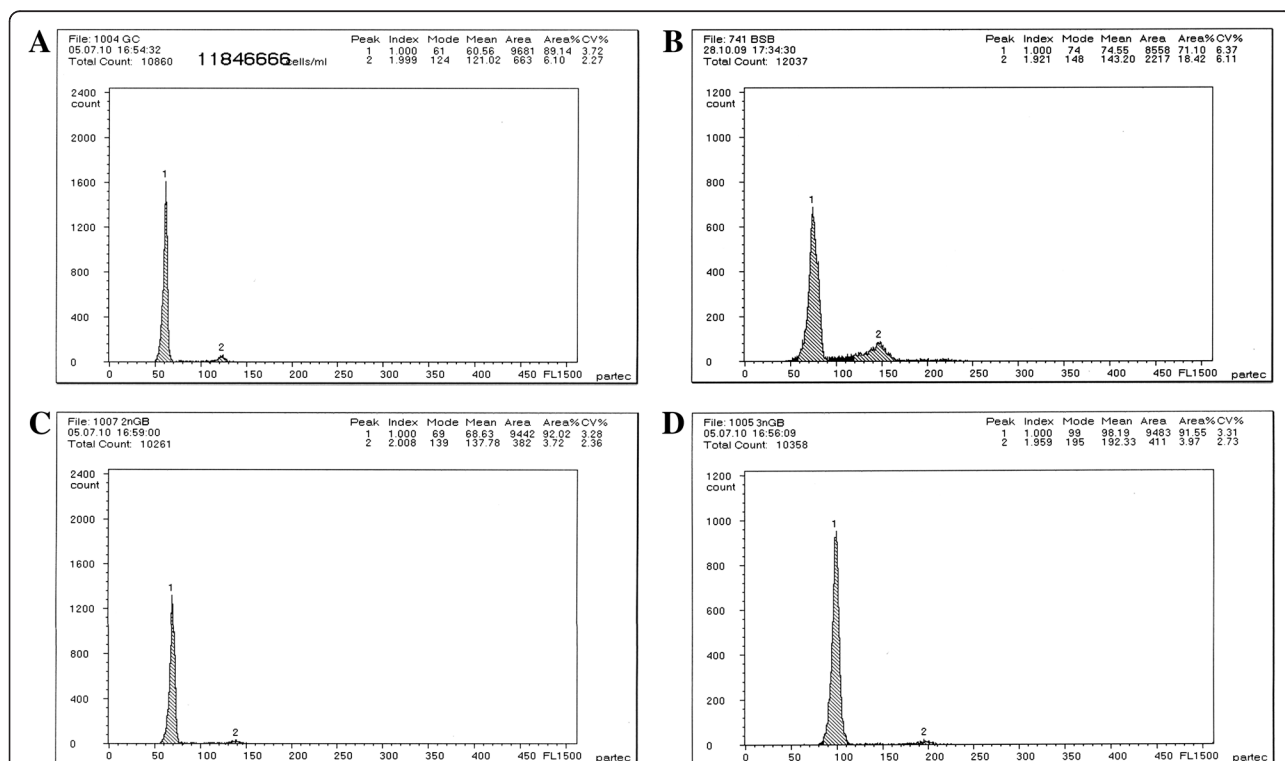 A
File: 1004 GC
05.07.10 16:54:32
Total Count: 10860 11846666 cells/ml
Peak Index Mode Mean Area Area% CV%
1 1.000 61 60.56 9681 89.14 3.72
2 1.999 124 121.02 663 6.10 2.27
2400
count
2000
1600
1200
800
400
0
1
2
0 50 100 150 200 250 300 350 400 450 FL1500
partec
B
File: 741 BSB
28.10.09 17:34:30
Total Count: 12037
Peak Index Mode Mean Area Area% CV%
1 1.000 74 74.55 8558 71.10 6.37
2 1.921 148 143.20 2217 18.42 6.11
1200
count
1000
800
600
400
200
0
1
2
0 50 100 150 200 250 300 350 400 450 FL1500
partec
C
File: 1007 2nGB
05.07.10 16:59:00
Total Count: 10261
Peak Index Mode Mean Area Area% CV%
1 1.000 69 68.63 9442 92.02 3.28
2 2.008 139 137.78 382 3.72 2.36
2400
count
2000
1600
1200
800
400
0
1
2
0 50 100 150 200 250 300 350 400 450 FL1500
partec
D
File: 1005 3nGB
05.07.10 16:56:09
Total Count: 10358
Peak Index Mode Mean Area Area% CV%
1 1.000 99 98.19 9483 91.55 3.31
2 1.959 195 192.33 411 3.97 2.73
1200
count
1000
800
600
400
200
0
1
2
0 50 100 150 200 250 300 350 400 450 FL1500
partec